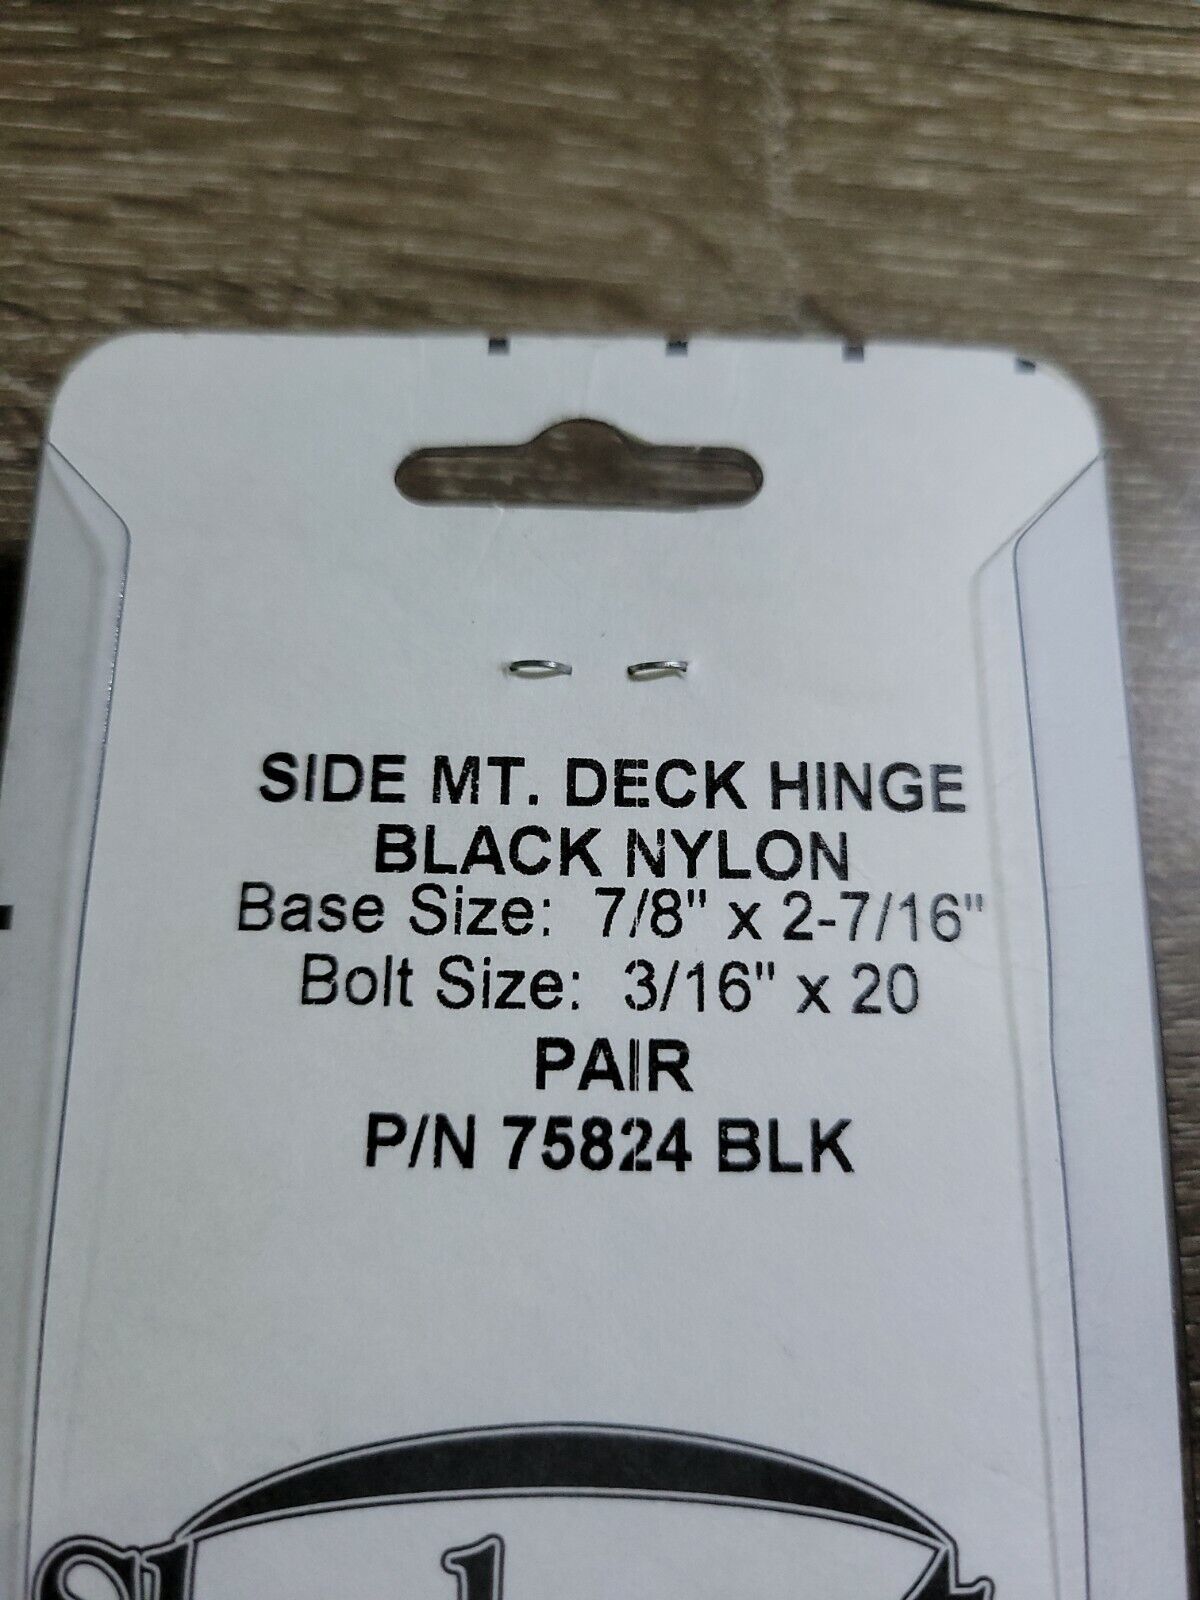 SIDE MT. DECK HINGE
BLACK NYLON
Base Size: 7/8" x 2-7/16"
Bolt Size: 3/16" x 20
PAIR
P/N 75824 BLK